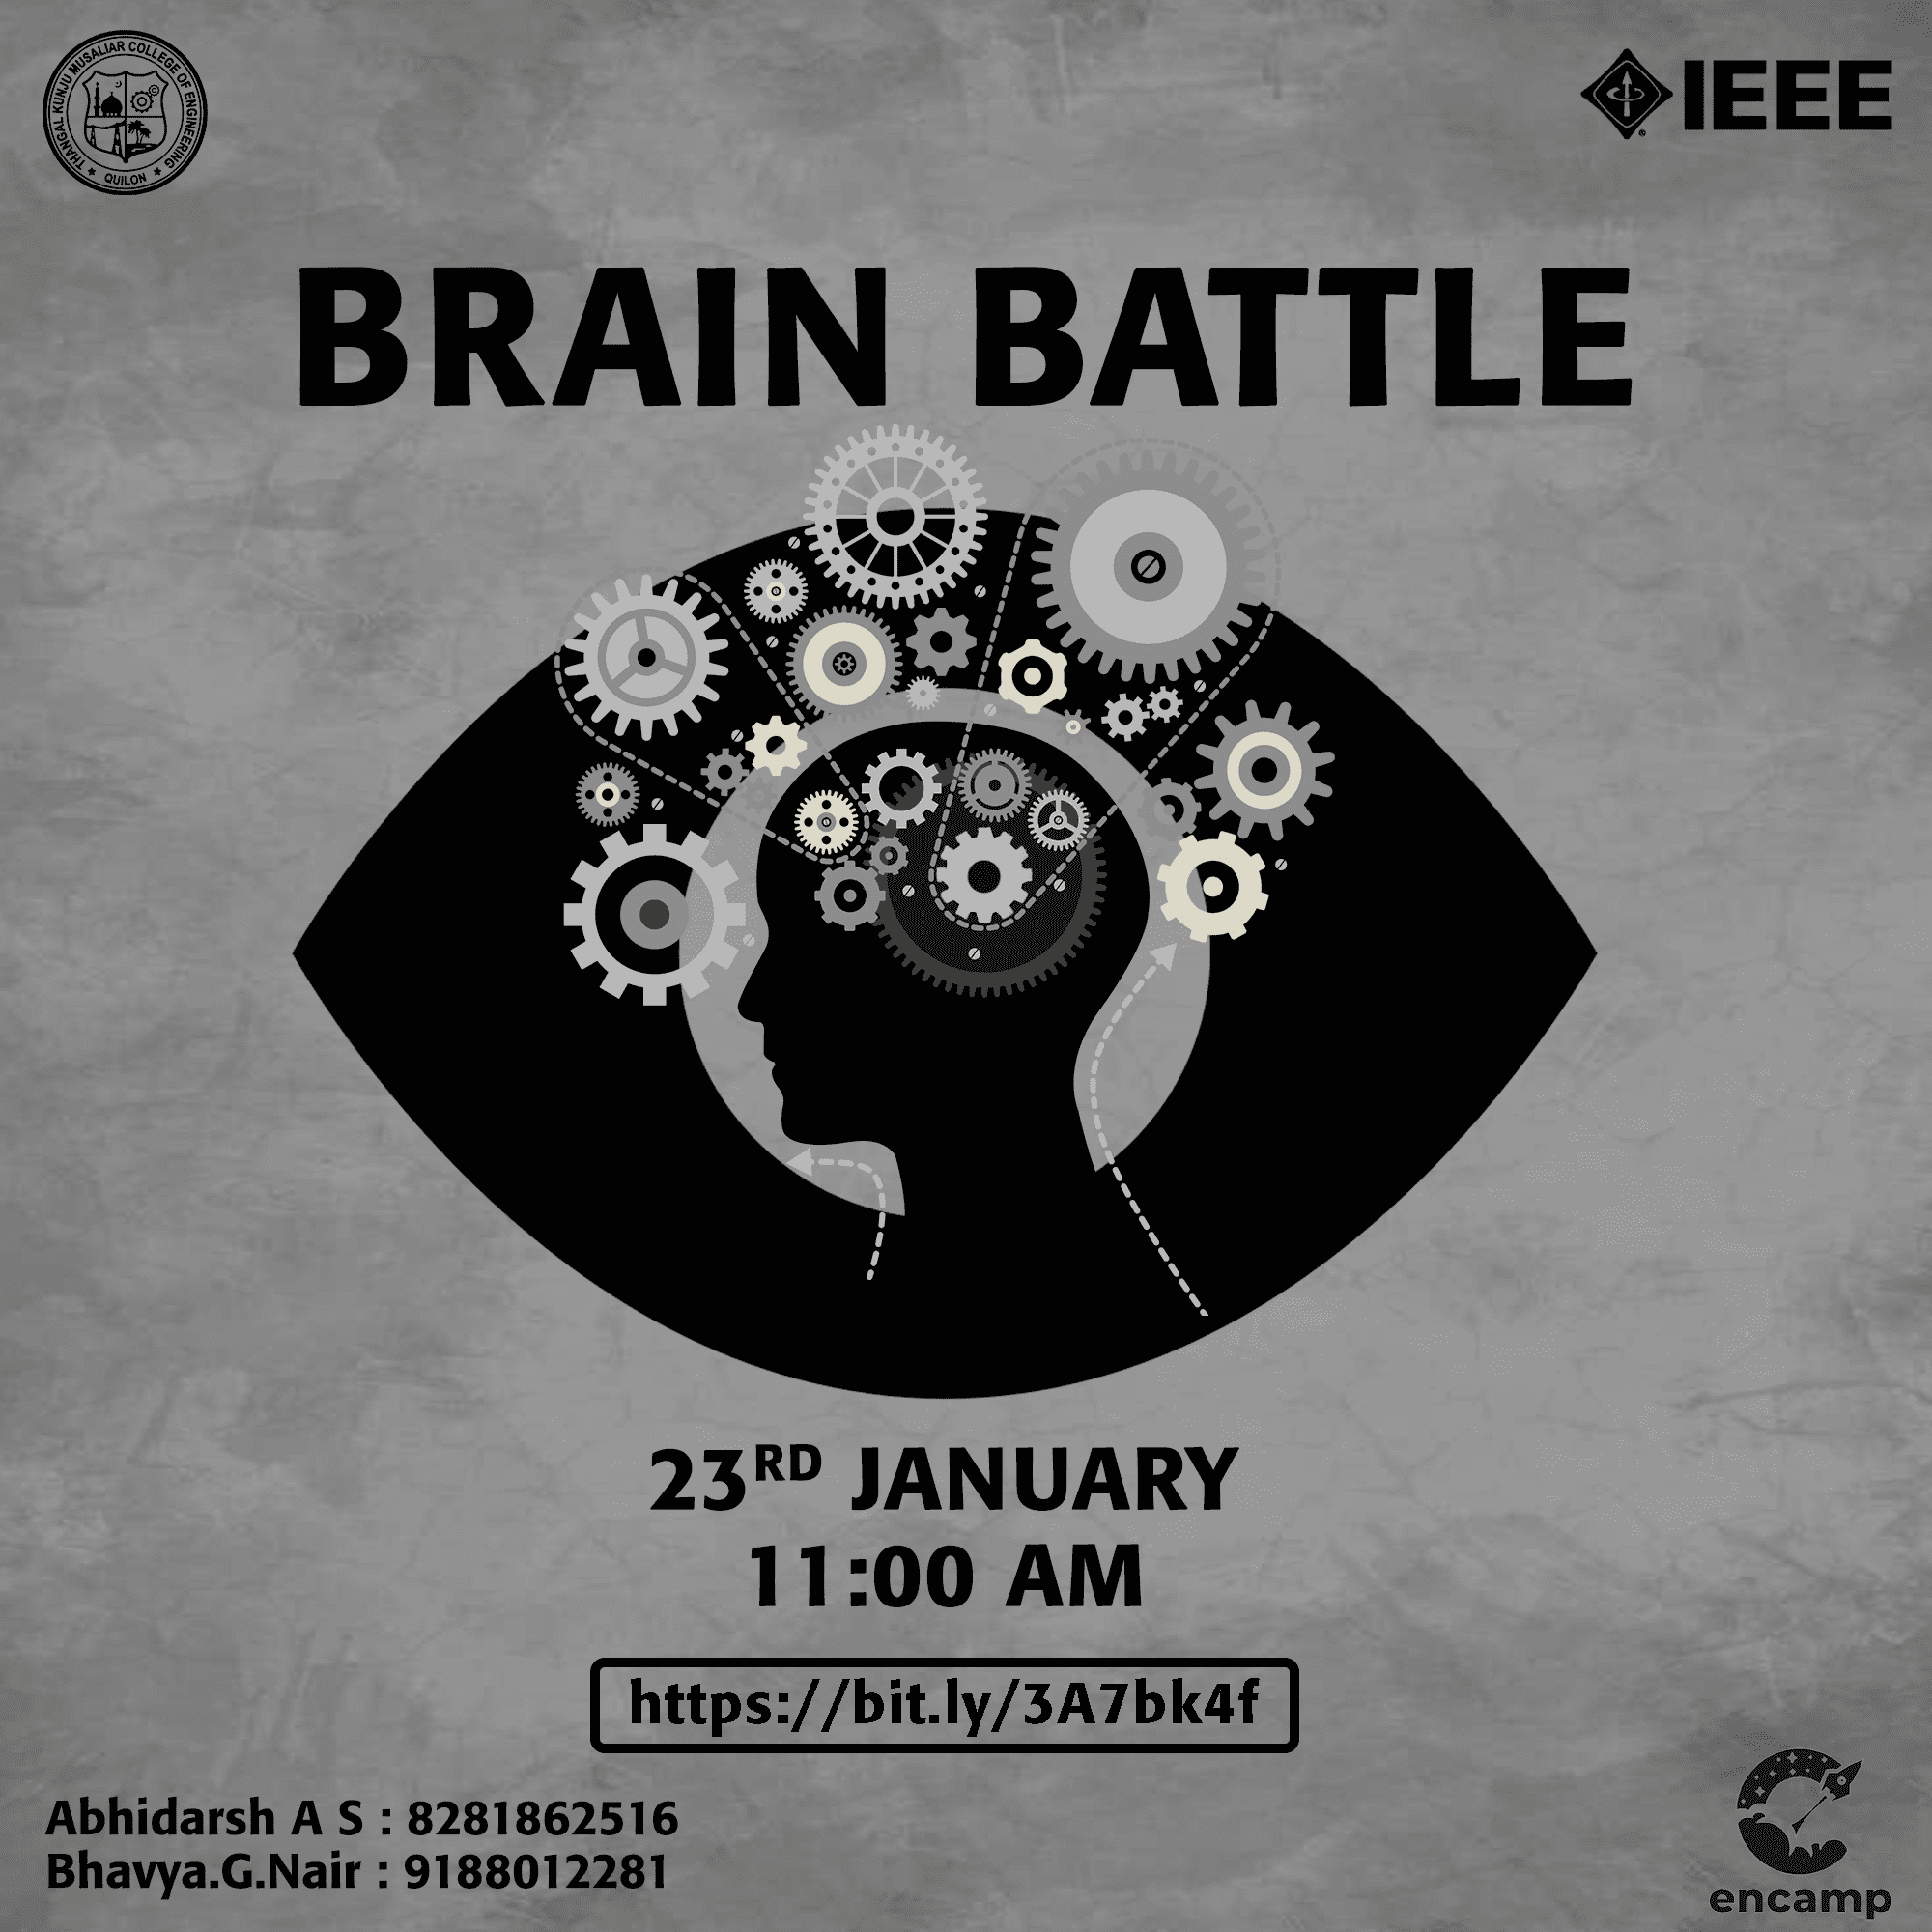 THANGAL KUNJU MUSALIAR COLLEGE OF ENGINEERING
★ QUILON ★
IEEE
BRAIN BATTLE
23RD JANUARY
11:00 AM
https://bit.ly/3A7bk4f
Abhidarsh A S : 8281862516
Bhavya.G.Nair : 9188012281
encamp